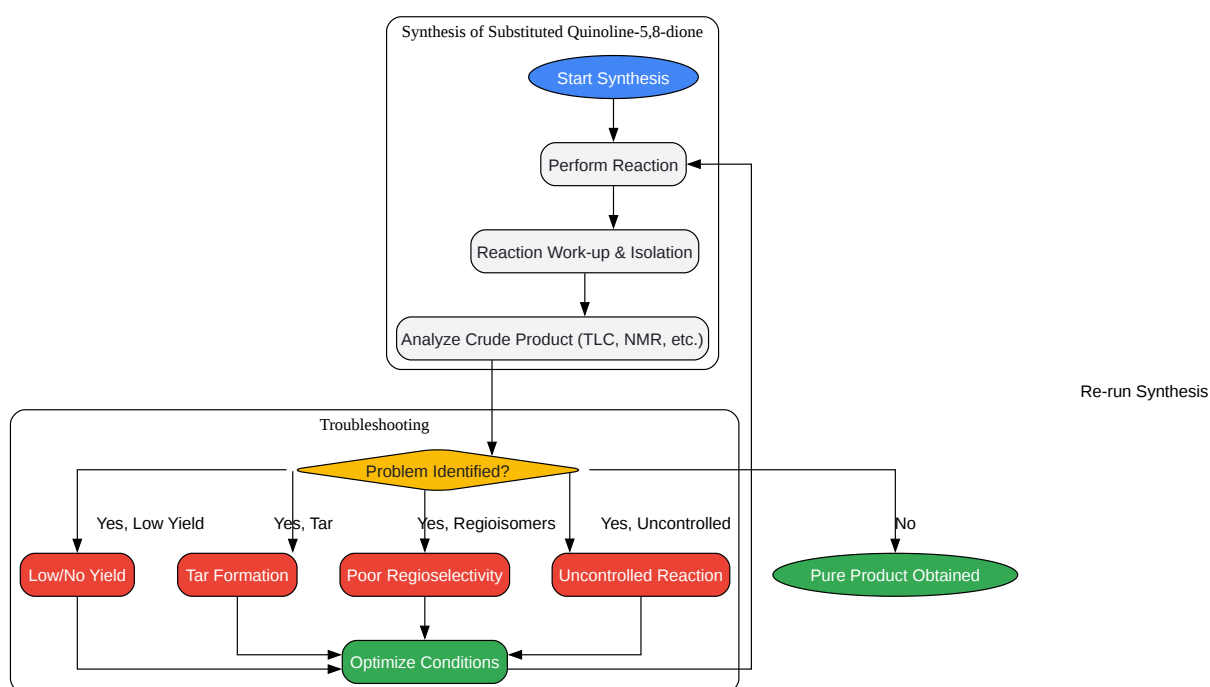 Synthesis of Substituted Quinoline-5,8-dione
Start Synthesis
Perform Reaction
Reaction Work-up & Isolation
Analyze Crude Product (TLC, NMR, etc.)
Re-run Synthesis
Troubleshooting
Problem Identified?
Yes, Low Yield
Yes, Tar
Yes, Regioisomers
Yes, Uncontrolled
No
Low/No Yield
Tar Formation
Poor Regioselectivity
Uncontrolled Reaction
Pure Product Obtained
Optimize Conditions